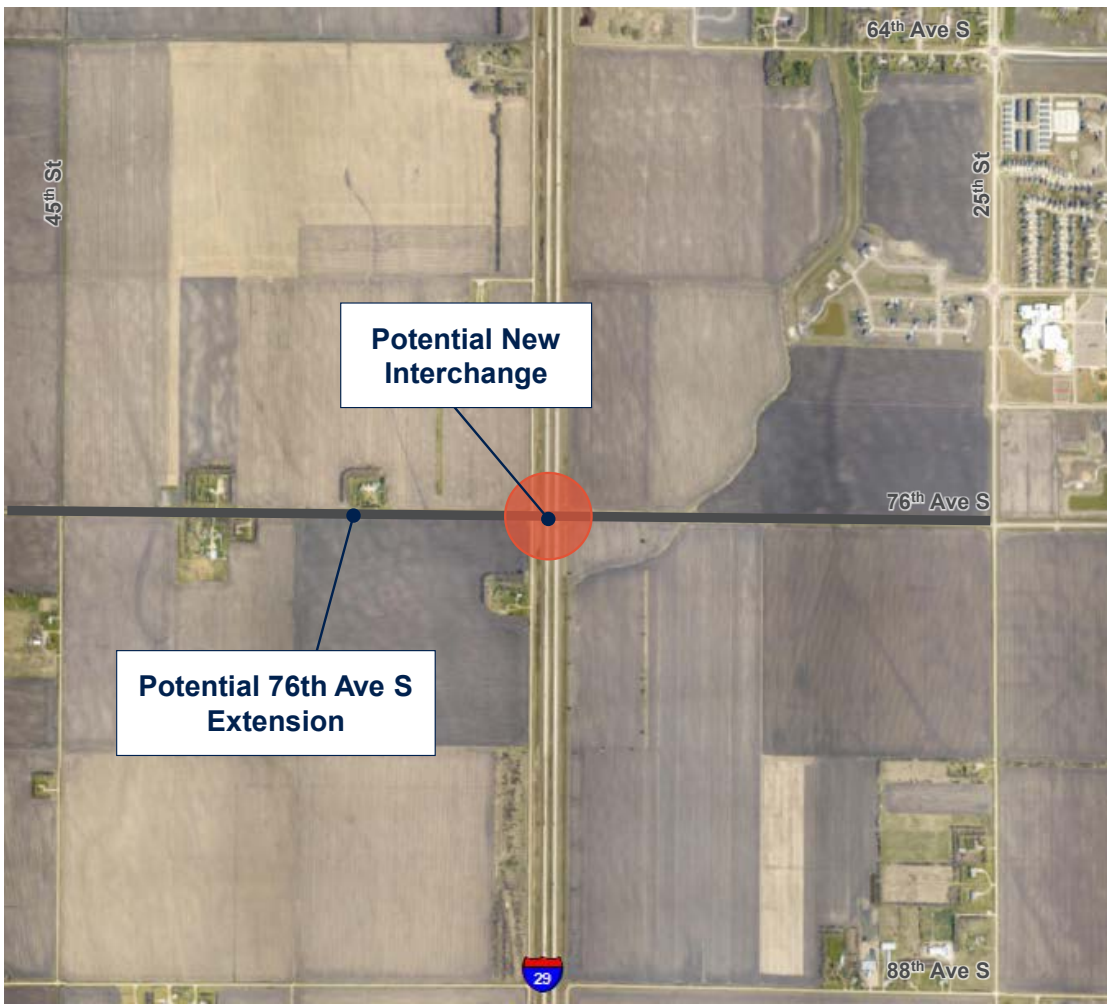 64th Ave S
45th St
25th St
Potential New
Interchange
76th Ave S
Potential 76th Ave S
Extension
88th Ave S
29